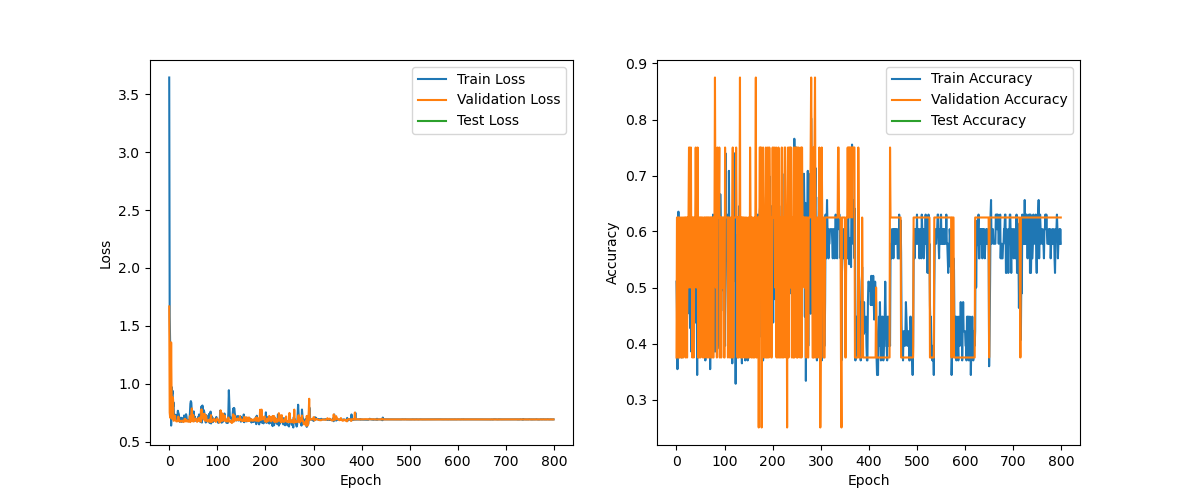 Train Loss
Validation Loss
Test Loss
3.5
3.0
2.5
2.0
1.5
1.0
0.5
Loss
0 100 200 300 400 500 600 700 800
Epoch
Train Accuracy
Validation Accuracy
Test Accuracy
0.9
0.8
0.7
0.6
0.5
0.4
0.3
Accuracy
0 100 200 300 400 500 600 700 800
Epoch